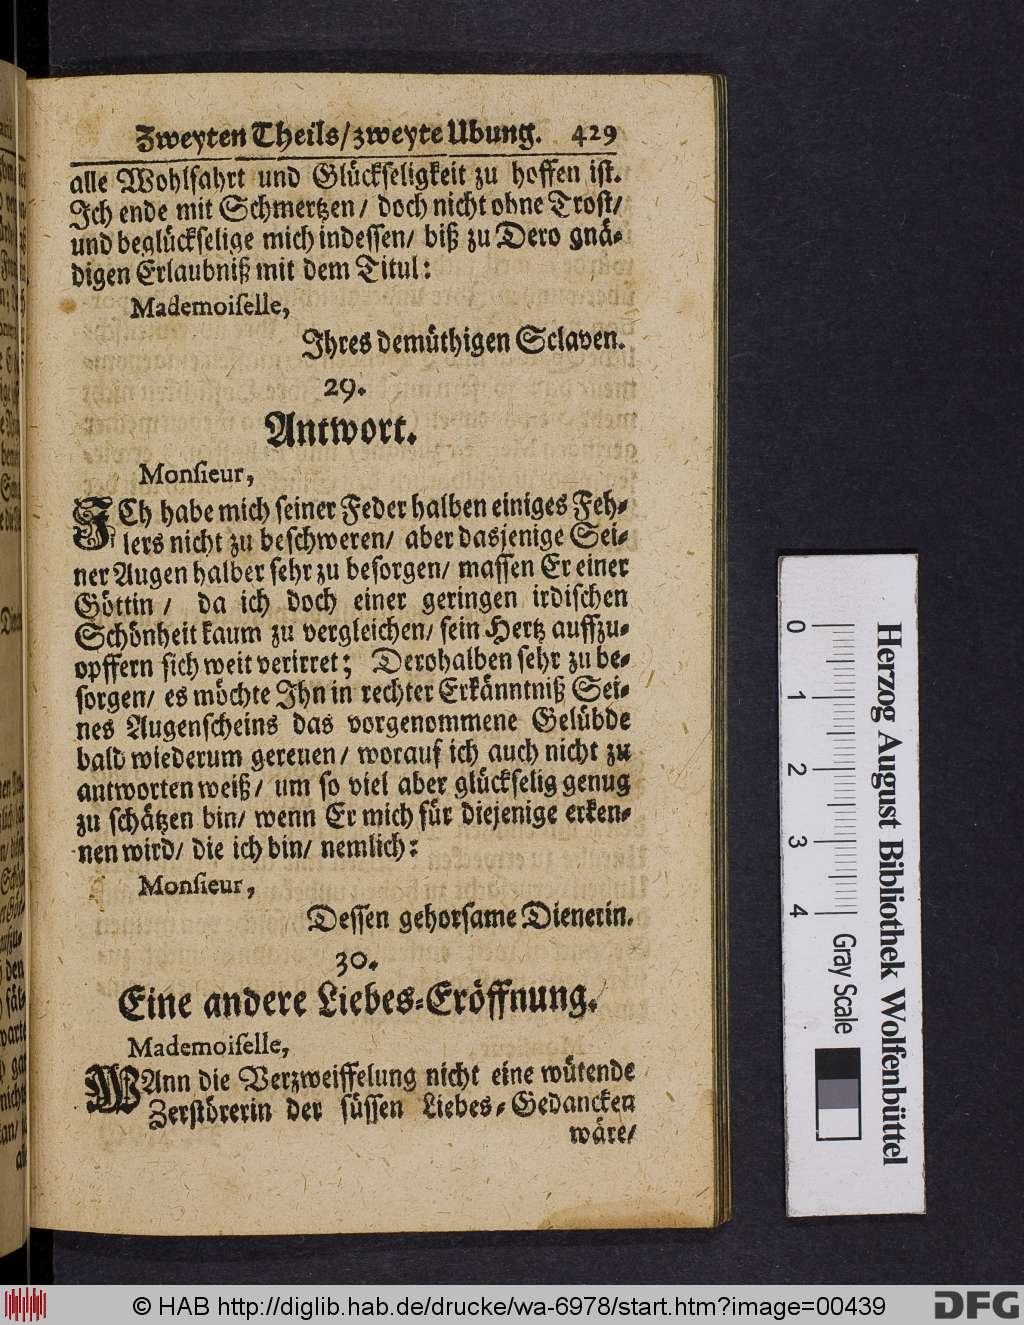 Zweyten Theils/zweyte Ubung. 429
alle Wohlfahrt und Glückseligkeit zu hoffen ist.
Ich ende mit Schmertzen/ doch nicht ohne Trost/
und beglückselige mich indessen/ biß zu Dero gnä-
digen Erlaubniß mit dem Titul:
Mademoiselle,
Ihres demüthigen Sclaven.
29.
Antwort.
Monsieur,
ICh habe mich seiner Feder halben einiges Feh-
lers nicht zu beschweren/ aber dasjenige Sei-
ner Augen halber sehr zu besorgen/ massen Er einer
Göttin/ da ich doch einer geringen irdischen
Schönheit kaum zu vergleichen/ sein Hertz auffzu-
opffern sich weit verirret; Derohalben sehr zu be-
sorgen/ es möchte Ihn in rechter Erkänntniß Sei-
nes Augenscheins das vorgenommene Gelübde
bald wiederum gereuen/ worauf ich auch nicht zu
antworten weiß/ um so viel aber glückselig genug
zu schätzen bin/ wenn Er mich für diejenige erken-
nen wird/ die ich bin/ nemlich:
Monsieur,
Dessen gehorsame Dienerin.
30.
Eine andere Liebes-Eröffnung.
Mademoiselle,
WAnn die Verzweiffelung nicht eine wütende
Zerstörerin der süssen Liebes-Gedancken
wäre/
0 1 2 3 4
Gray Scale
Herzog August Bibliothek Wolfenbüttel
© HAB http://diglib.hab.de/drucke/wa-6978/start.htm?image=00439
DFG